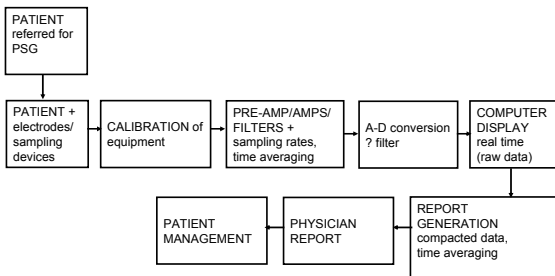 PATIENT
referred for
PSG
PATIENT +
electrodes/
sampling
devices
CALIBRATION of
equipment
PRE-AMP/AMPS/
FILTERS +
sampling rates,
time averaging
A-D conversion
? filter
COMPUTER
DISPLAY
real time
(raw data)
REPORT
GENERATION
compacted data,
time averaging
PHYSICIAN
REPORT
PATIENT
MANAGEMENT